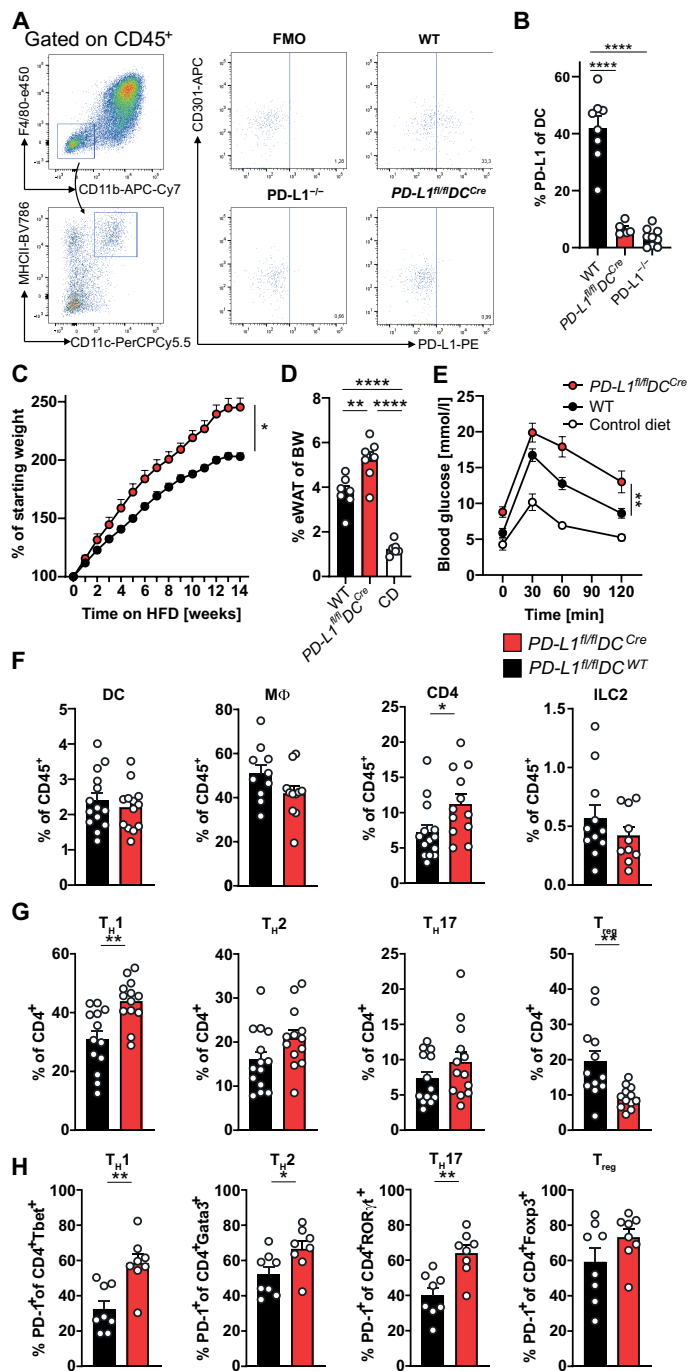 A
Gated on CD45+
F4/80-e450
CD11b-APC-Cy7
MHCII-BV786
CD11c-PerCPCy5.5
CD301-APC
FMO
WT
1,28
33,3
PD-L1−/−
PD-L1fl/flDCCre
0,66
0,89
PD-L1-PE
B
% PD-L1 of DC
****
****
60
40
20
0
WT
PD-L1fl/flDCCre
PD-L1−/−
C
% of starting weight
250
200
150
100
0 2 4 6 8 10 12 14
Time on HFD [weeks]
*
D
% eWAT of BW
****
** ****
8
6
4
2
0
WT
PD-L1fl/flDCCre
CD
E
PD-L1fl/flDCCre
WT
Control diet
Blood glucose [mmol/l]
25
20
15
10
5
0
0 30 60 90 120
Time [min]
**
PD-L1fl/flDCCre
PD-L1fl/flDCWT
F
DC
% of CD45+
5
4
3
2
1
0
MΦ
% of CD45+
80
60
40
20
0
CD4
*
% of CD45+
25
20
15
10
5
0
ILC2
% of CD45+
1.5
1.0
0.5
0.0
G
TH1
**
% of CD4+
60
40
20
0
TH2
% of CD4+
40
30
20
10
0
TH17
% of CD4+
25
20
15
10
5
0
Treg
**
% of CD4+
50
40
30
20
10
0
H
TH1
**
% PD-1+ of CD4+Tbet+
100
80
60
40
20
0
TH2
*
% PD-1+ of CD4+Gata3+
100
80
60
40
20
0
TH17
**
% PD-1+ of CD4+RORγt+
100
80
60
40
20
0
Treg
% PD-1+ of CD4+Foxp3+
100
80
60
40
20
0